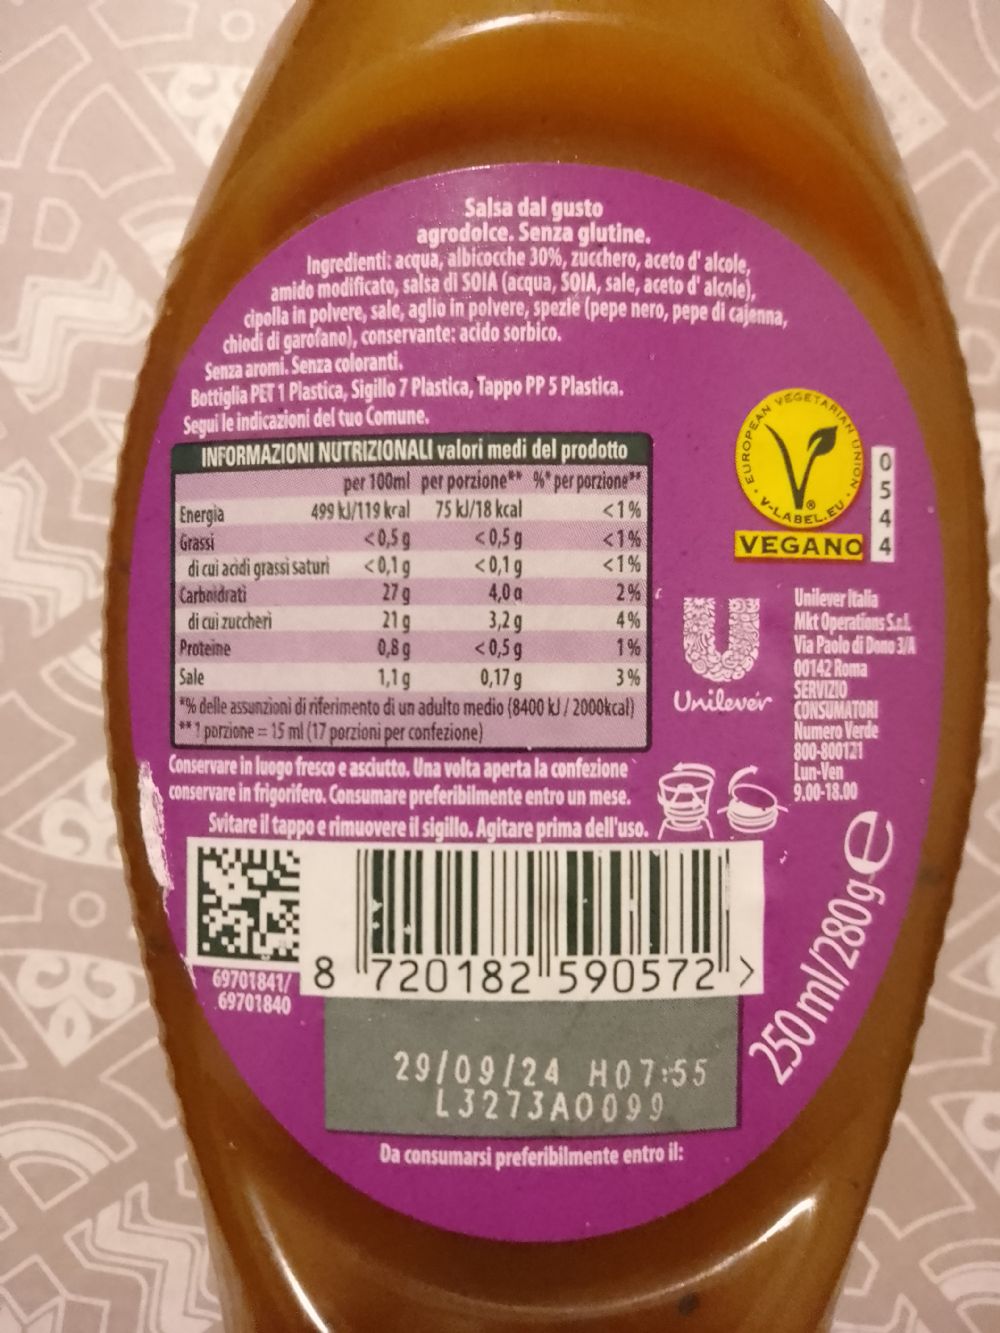 Salsa dal gusto
agrodolce. Senza glutine.
Ingredienti: acqua, albicocche 30%, zucchero, aceto d' alcole,
amido modificato, salsa di SOIA (acqua, SOIA, sale, aceto d' alcole),
cipolla in polvere, sale, aglio in polvere, spezie (pepe nero, pepe di cajenna,
chiodi di garofano), conservante: acido sorbico.
Senza aromi. Senza coloranti.
Bottiglia PET 1 Plastica, Sigillo 7 Plastica, Tappo PP 5 Plastica.
Segui le indicazioni del tuo Comune.
INFORMAZIONI NUTRIZIONALI valori medi del prodotto
per 100ml per porzione** %* per porzione**
Energia 499 kJ/119 kcal 75 kJ/18 kcal <1%
Grassi <0,5 g <0,5 g <1%
di cui acidi grassi saturi <0,1 g <0,1 g <1%
Carboidrati 27 g 4,0 g 2%
di cui zuccheri 21 g 3,2 g 4%
Proteine 0,8 g <0,5 g 1%
Sale 1,1 g 0,17 g 3%
*% delle assunzioni di riferimento di un adulto medio (8400 kJ / 2000kcal)
** 1 porzione = 15 ml (17 porzioni per confezione)
EUROPEAN VEGETARIAN UNION
V-LABEL.EU
®
VEGANO
0544
Unilever
Unilever Italia
Mkt Operations S.r.l.
Via Paolo di Dono 3/A
00142 Roma
SERVIZIO
CONSUMATORI
Numero Verde
800-800121
Lun-Ven
9.00-18.00
Conservare in luogo fresco e asciutto. Una volta aperta la confezione
conservare in frigorifero. Consumare preferibilmente entro un mese.
Svitare il tappo e rimuovere il sigillo. Agitare prima dell'uso.
69701841/
69701840
8 720182 590572 >
250 ml/280g e
29/09/24 H07:55
L3273A0099
Da consumarsi preferibilmente entro il: